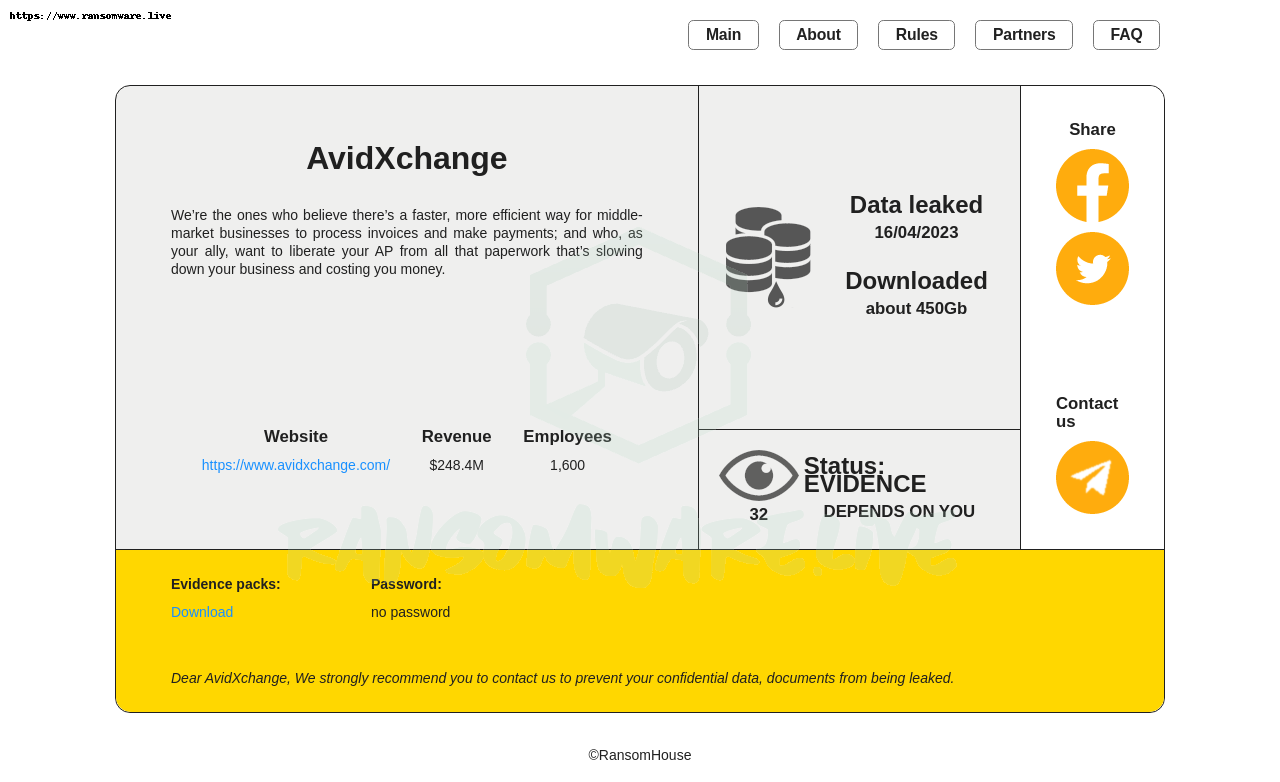 https://www.ransomware.live
Main
About
Rules
Partners
FAQ
AvidXchange
We’re the ones who believe there’s a faster, more efficient way for middle-
market businesses to process invoices and make payments; and who, as
your ally, want to liberate your AP from all that paperwork that’s slowing
down your business and costing you money.
Website
Revenue
Employees
https://www.avidxchange.com/
$248.4M
1,600
Data leaked
16/04/2023
Downloaded
about 450Gb
Status:
EVIDENCE
32
DEPENDS ON YOU
Share
Contact
us
RANSOMWARE.LIVE
Evidence packs:
Password:
Download
no password
Dear AvidXchange, We strongly recommend you to contact us to prevent your confidential data, documents from being leaked.
©RansomHouse